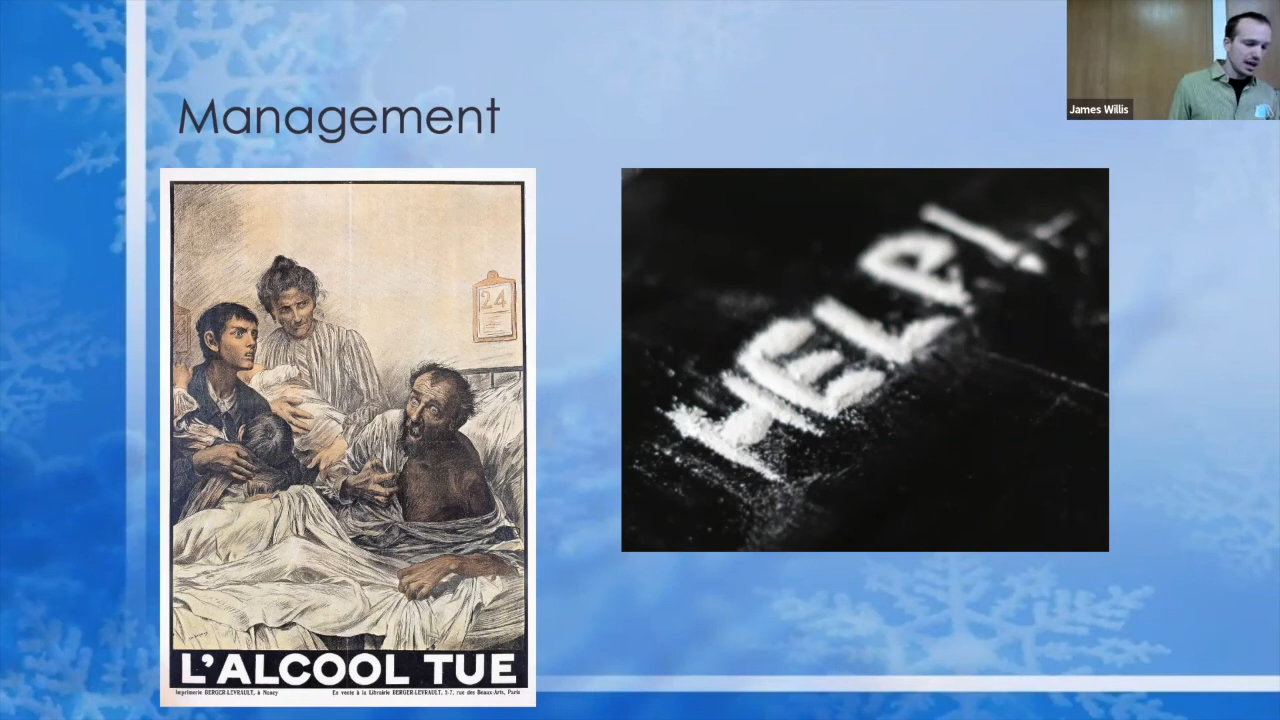 James Willis
Management
24
HELP!
L'ALCOOL TUE
Imprimerie BERGER-LEVRAULT, à Nancy
En vente à la Librairie BERGER-LEVRAULT, 5-7, rue des Beaux-Arts, Paris